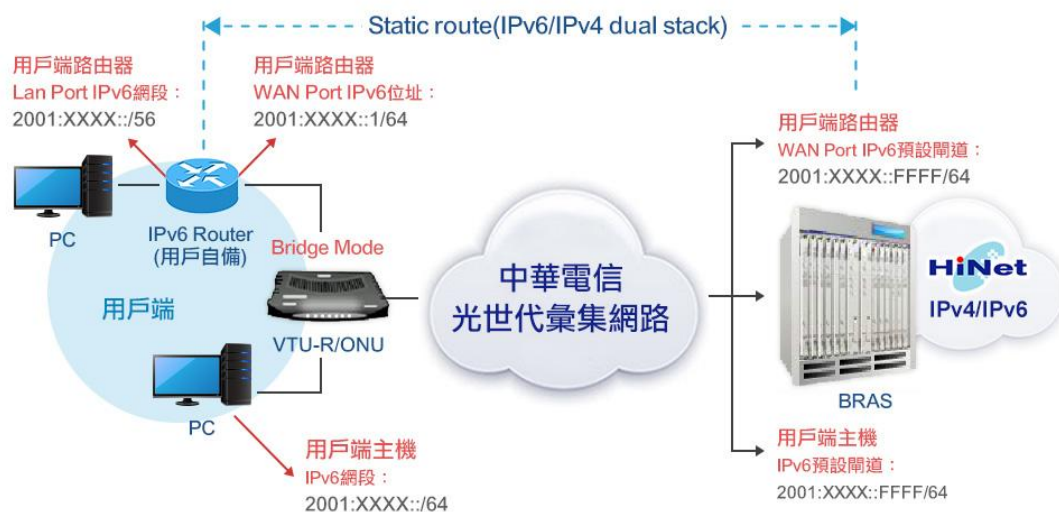 Static route(IPv6/IPv4 dual stack)
用戶端路由器
Lan Port IPv6網段：
2001:XXXX::/56
用戶端路由器
WAN Port IPv6位址：
2001:XXXX::1/64
用戶端路由器
WAN Port IPv6預設閘道：
2001:XXXX::FFFF/64
PC
IPv6 Router
(用戶自備)
Bridge Mode
用戶端
VTU-R/ONU
中華電信
光世代彙集網路
HiNet
IPv4/IPv6
BRAS
PC
用戶端主機
IPv6網段：
2001:XXXX::/64
用戶端主機
IPv6預設閘道：
2001:XXXX::FFFF/64